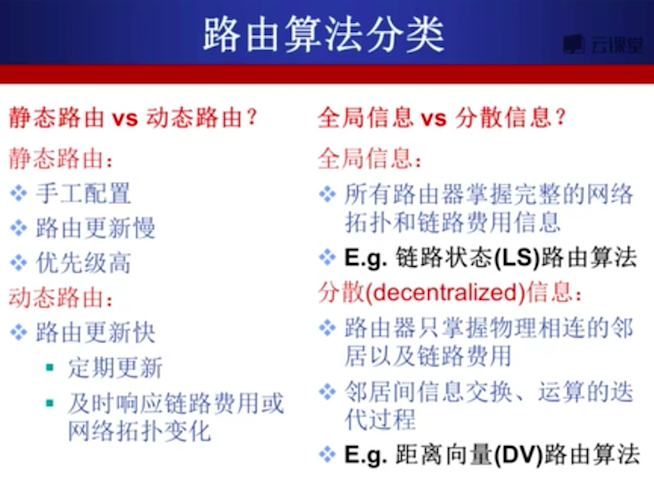 路由算法分类
云课堂
静态路由 vs 动态路由？
静态路由：
手工配置
路由更新慢
优先级高
动态路由：
路由更新快
定期更新
及时响应链路费用或
网络拓扑变化
全局信息 vs 分散信息？
全局信息：
所有路由器掌握完整的网络
拓扑和链路费用信息
E.g. 链路状态(LS)路由算法
分散(decentralized)信息：
路由器只掌握物理相连的邻
居以及链路费用
邻居间信息交换、运算的迭
代过程
E.g. 距离向量(DV)路由算法